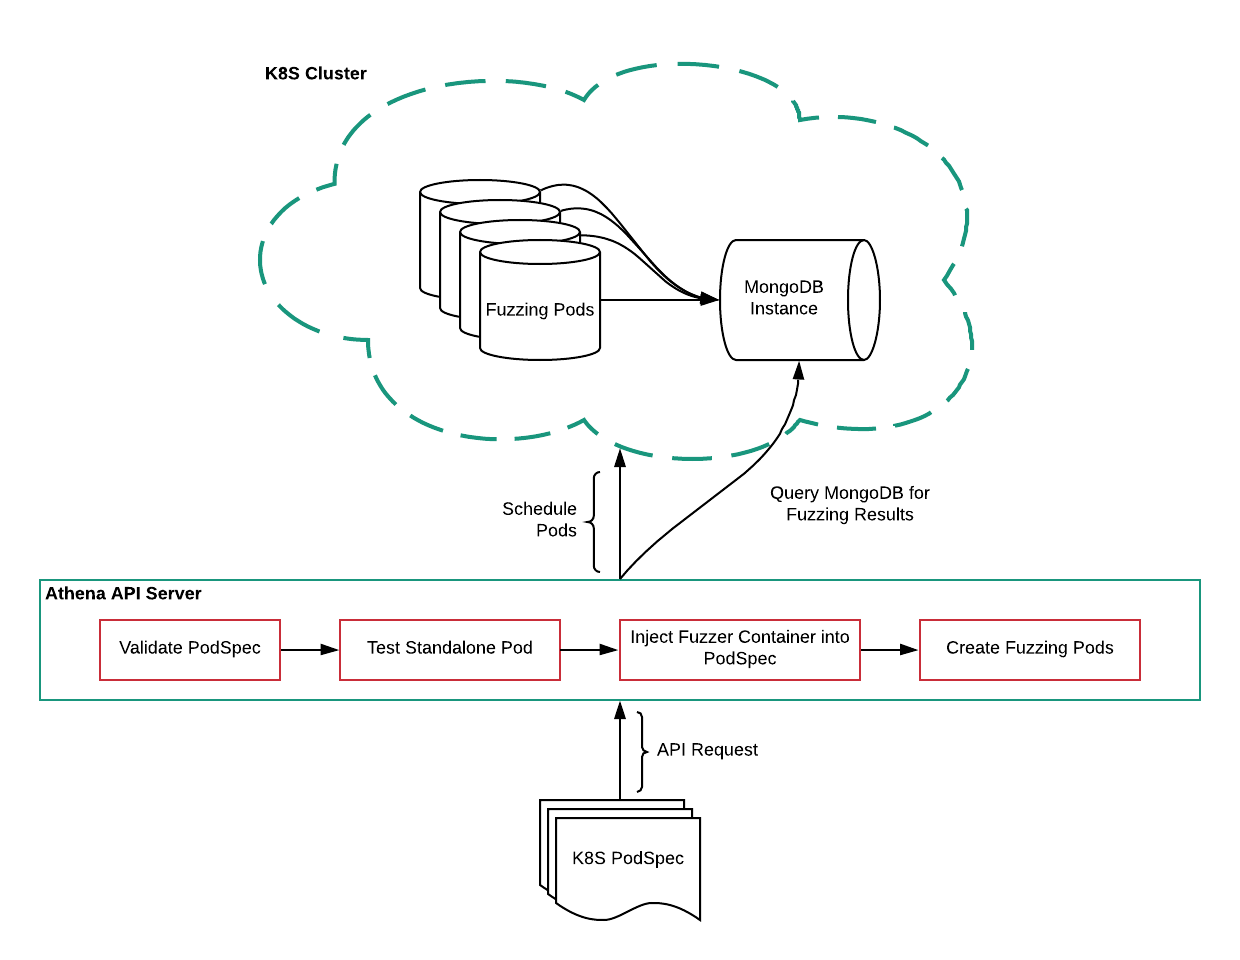 K8S Cluster
Fuzzing Pods
MongoDB
Instance
Schedule
Pods
Query MongoDB for
Fuzzing Results
Athena API Server
Validate PodSpec
Test Standalone Pod
Inject Fuzzer Container into
PodSpec
Create Fuzzing Pods
API Request
K8S PodSpec